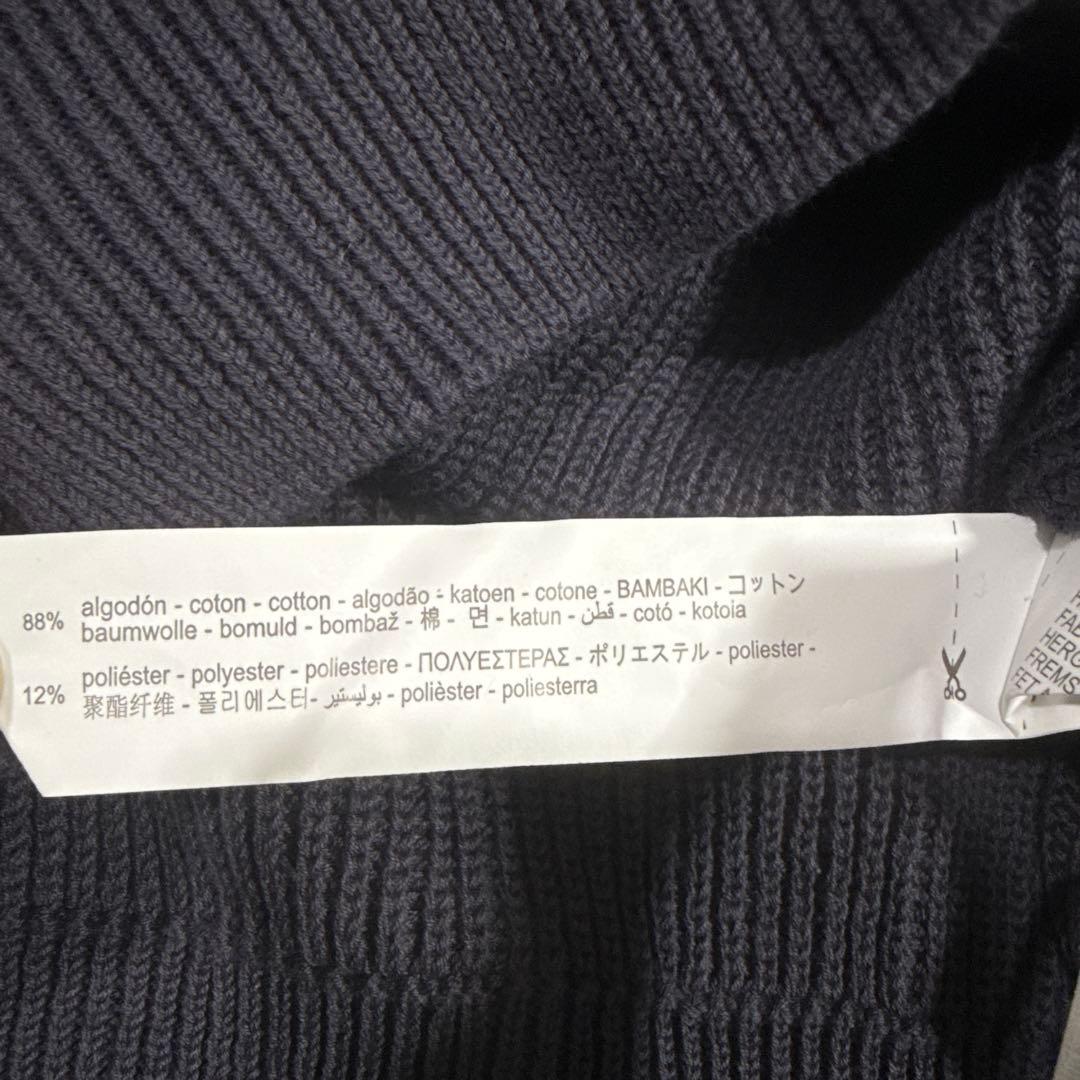 88% algodón - coton - cotton - algodão - katoen - cotone - BAMBAKI - コットン
baumwolle - bomuld - bombaž - 棉 - 면 - katun - قطن - cotó - kotoia
12% poliéster - polyester - poliestere - ΠΟΛΥΕΣΤΕΡΑΣ - ポリエステル - poliester -
聚酯纤维 - 폴리에스터- بوليستير - polièster - poliesterra